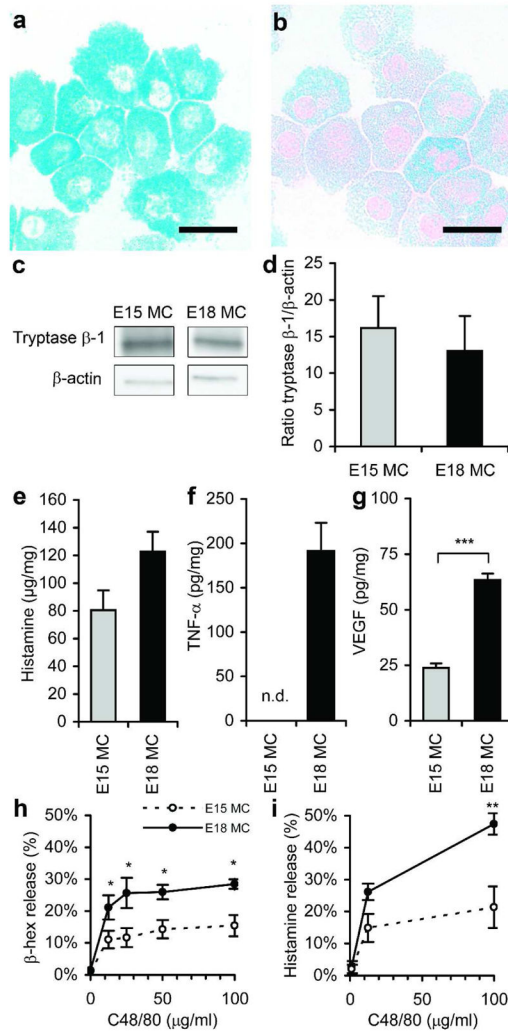 a
b
c
E15 MC E18 MC
Tryptase β-1
β-actin
d
Ratio tryptase β-1/β-actin
25
20
15
10
5
0
E15 MC
E18 MC
e
Histamine (μg/mg)
160
140
120
100
80
60
40
20
0
E15 MC
E18 MC
f
TNF-α (pg/mg)
250
200
150
100
50
0
n.d.
E15 MC
E18 MC
g
VEGF (pg/mg)
100
75
50
25
0
***
E15 MC
E18 MC
h
E15 MC
E18 MC
β-hex release (%)
50%
40%
30%
20%
10%
0%
* * * *
0 50 100
C48/80 (μg/ml)
i
Histamine release (%)
50%
40%
30%
20%
10%
0%
**
0 50 100
C48/80 (μg/ml)